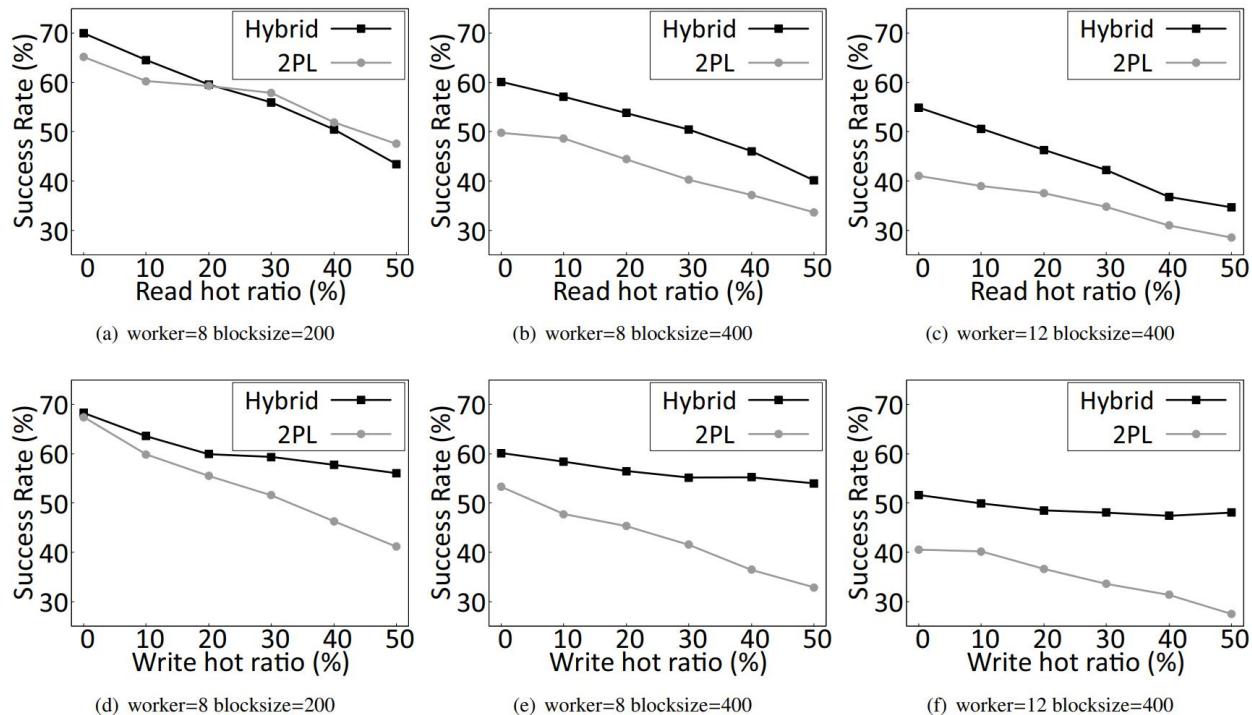 Success Rate (%)
70
60
50
40
30
Hybrid
2PL
0 10 20 30 40 50
Read hot ratio (%)
(a) worker=8 blocksize=200
Success Rate (%)
70
60
50
40
30
Hybrid
2PL
0 10 20 30 40 50
Read hot ratio (%)
(b) worker=8 blocksize=400
Success Rate (%)
70
60
50
40
30
Hybrid
2PL
0 10 20 30 40 50
Read hot ratio (%)
(c) worker=12 blocksize=400
Success Rate (%)
70
60
50
40
30
Hybrid
2PL
0 10 20 30 40 50
Write hot ratio (%)
(d) worker=8 blocksize=200
Success Rate (%)
70
60
50
40
30
Hybrid
2PL
0 10 20 30 40 50
Write hot ratio (%)
(e) worker=8 blocksize=400
Success Rate (%)
70
60
50
40
30
Hybrid
2PL
0 10 20 30 40 50
Write hot ratio (%)
(f) worker=12 blocksize=400